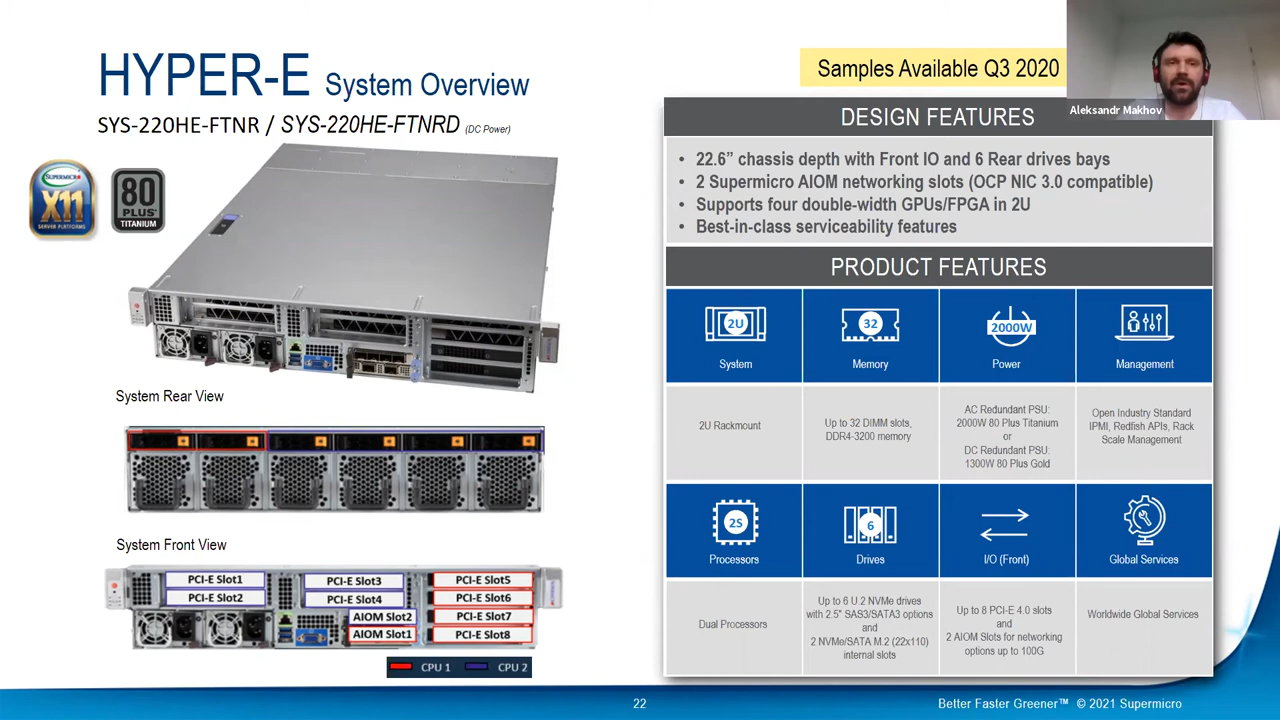 HYPER-E System Overview
SYS-220HE-FTNR / SYS-220HE-FTNRD (DC Power)
SUPERMICRO
X11
SERVER PLATFORMS
80
PLUS
TITANIUM
System Rear View
System Front View
PCI-E Slot1
PCI-E Slot2
PCI-E Slot3
PCI-E Slot4
AIOM Slot2
AIOM Slot1
PCI-E Slot5
PCI-E Slot6
PCI-E Slot7
PCI-E Slot8
CPU 1 CPU 2
Samples Available Q3 2020
Aleksandr Makhov
DESIGN FEATURES
• 22.6” chassis depth with Front IO and 6 Rear drives bays
• 2 Supermicro AIOM networking slots (OCP NIC 3.0 compatible)
• Supports four double-width GPUs/FPGA in 2U
• Best-in-class serviceability features
PRODUCT FEATURES
2U
System
32
Memory
2000W
Power
Management
2U Rackmount
Up to 32 DIMM slots,
DDR4-3200 memory
AC Redundant PSU:
2000W 80 Plus Titanium
or
DC Redundant PSU:
1300W 80 Plus Gold
Open Industry Standard
IPMI, Redfish APIs, Rack
Scale Management
2S
Processors
6
Drives
I/O (Front)
Global Services
Dual Processors
Up to 6 U.2 NVMe drives
with 2.5" SAS3/SATA3 options
and
2 NVMe/SATA M.2 (22x110)
internal slots
Up to 8 PCI-E 4.0 slots
and
2 AIOM Slots for networking
options up to 100G
Worldwide Global Services
22
Better Faster Greener™ © 2021 Supermicro